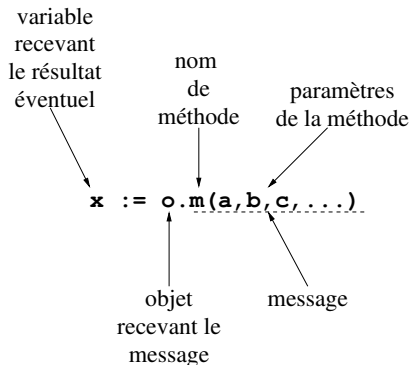 variable
recevant
le résultat
éventuel
nom
de
méthode
paramètres
de la méthode
x := o.m(a,b,c,...)
objet
recevant le
message
message